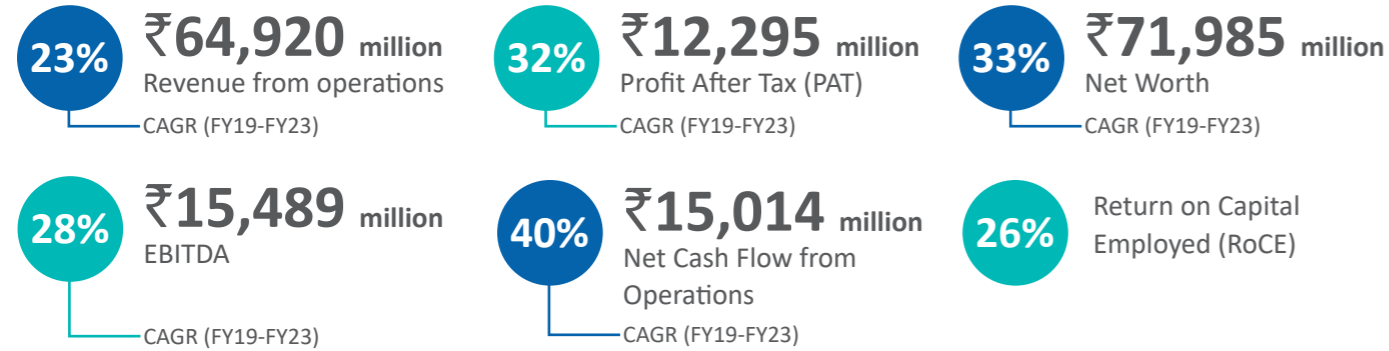 23%
₹64,920 million
Revenue from operations
CAGR (FY19-FY23)
32%
₹12,295 million
Profit After Tax (PAT)
CAGR (FY19-FY23)
33%
₹71,985 million
Net Worth
CAGR (FY19-FY23)
28%
₹15,489 million
EBITDA
CAGR (FY19-FY23)
40%
₹15,014 million
Net Cash Flow from
Operations
CAGR (FY19-FY23)
26%
Return on Capital
Employed (RoCE)